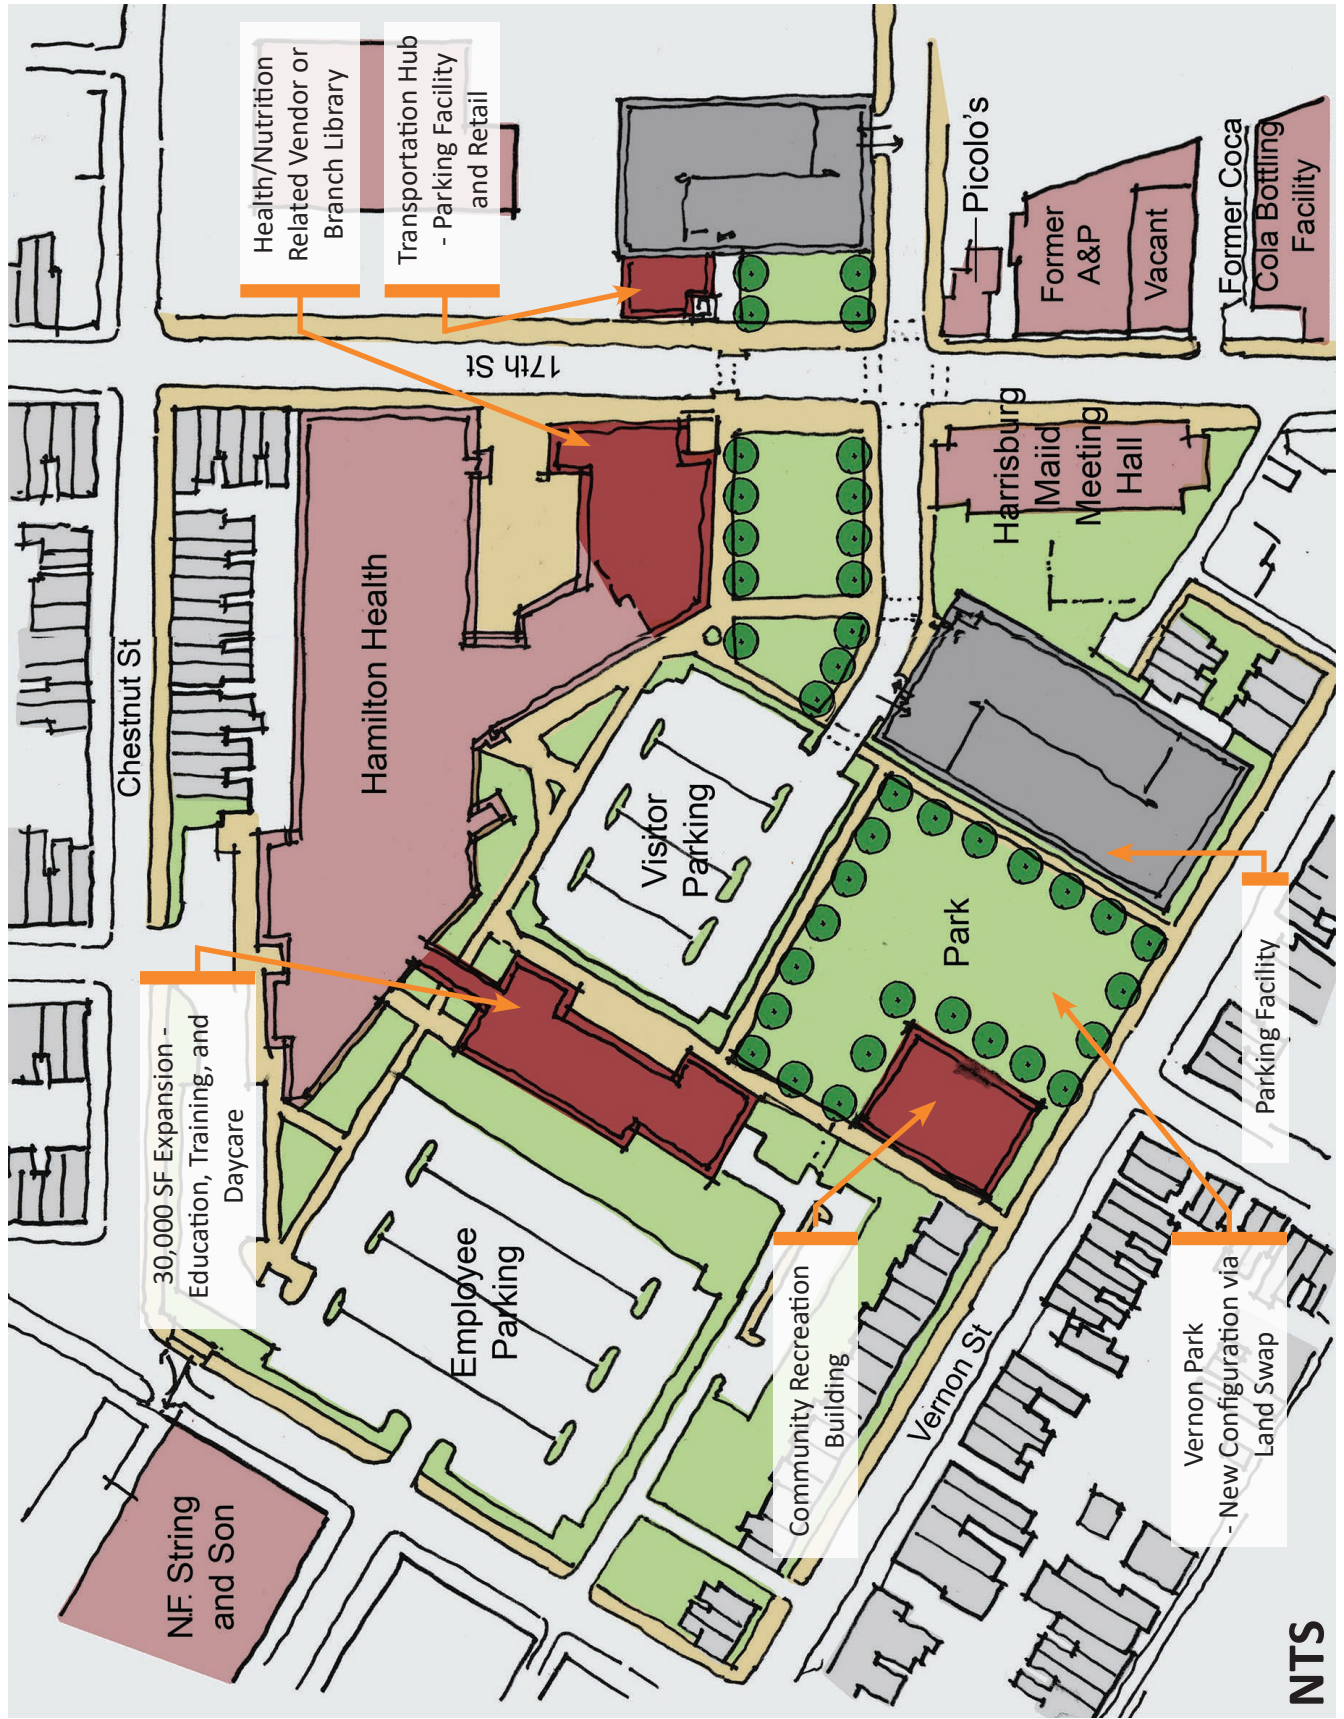 Health/Nutrition
Related Vendor or
Branch Library
Transportation Hub
- Parking Facility
and Retail
30,000 SF Expansion -
Education, Training, and
Daycare
Community Recreation
Building
Vernon Park
- New Configuration via
Land Swap
Parking Facility
Chestnut St
17th St
Vernon St
Hamilton Health
Visitor
Parking
Employee
Parking
Park
N.F. String
and Son
Harrisburg
Maiid
Meeting
Hall
Picolo's
Former
A&P
Vacant
Former Coca
Cola Bottling
Facility
NTS